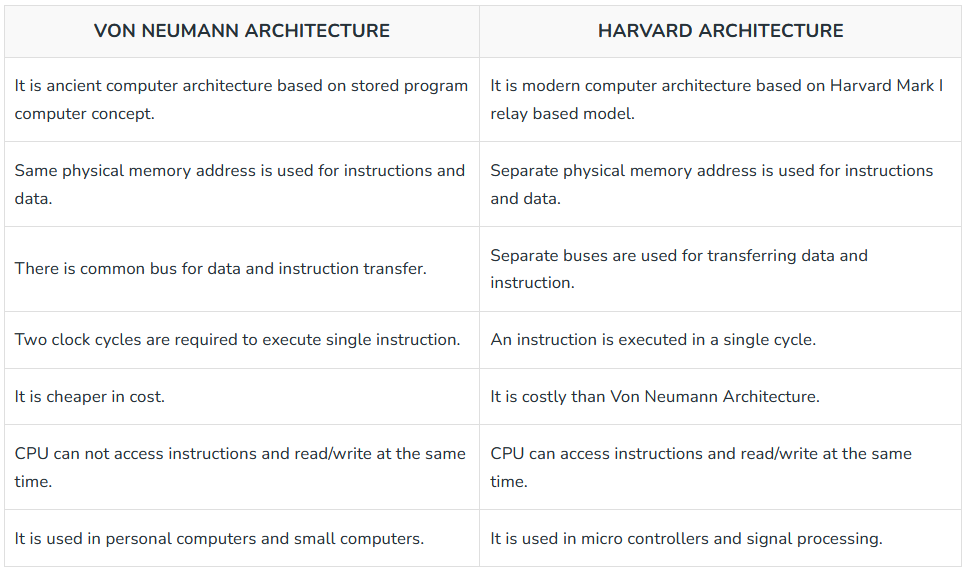 VON NEUMANN ARCHITECTURE
HARVARD ARCHITECTURE
It is ancient computer architecture based on stored program
computer concept.
It is modern computer architecture based on Harvard Mark I
relay based model.
Same physical memory address is used for instructions and
data.
Separate physical memory address is used for instructions
and data.
There is common bus for data and instruction transfer.
Separate buses are used for transferring data and
instruction.
Two clock cycles are required to execute single instruction.
An instruction is executed in a single cycle.
It is cheaper in cost.
It is costly than Von Neumann Architecture.
CPU can not access instructions and read/write at the same
time.
CPU can access instructions and read/write at the same
time.
It is used in personal computers and small computers.
It is used in micro controllers and signal processing.